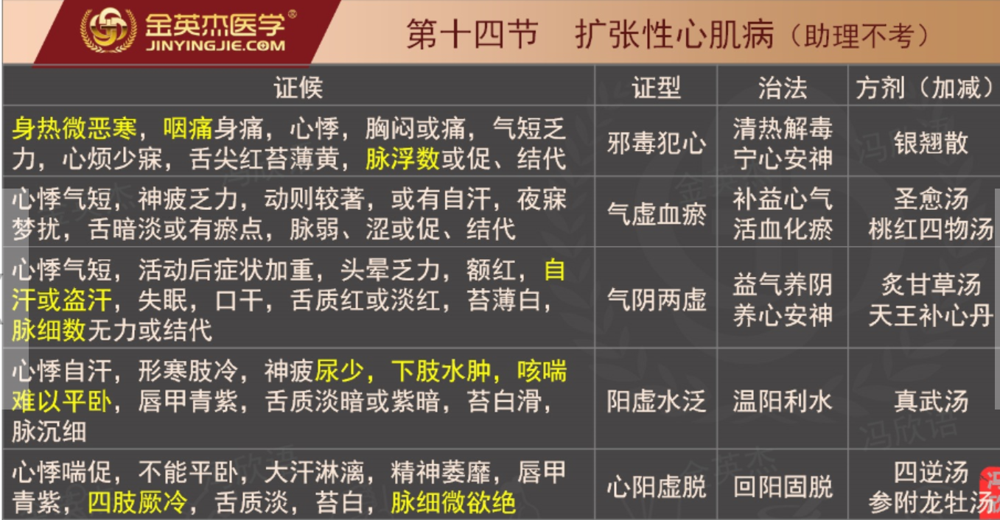 金英杰医学®
JINYINGJIE.COM
第十四节 扩张性心肌病（助理不考）
证候 证型 治法 方剂（加减）
身热微恶寒，咽痛身痛，心悸，胸闷或痛，气短乏
力，心烦少寐，舌尖红苔薄黄，脉浮数或促、结代
邪毒犯心
清热解毒
宁心安神
银翘散
心悸气短，神疲乏力，动则较著，或有自汗，夜寐
梦扰，舌暗淡或有瘀点，脉弱、涩或促、结代
气虚血瘀
补益心气
活血化瘀
圣愈汤
桃红四物汤
心悸气短，活动后症状加重，头晕乏力，额红，自
汗或盗汗，失眠，口干，舌质红或淡红，苔薄白，
脉细数无力或结代
气阴两虚
益气养阴
养心安神
炙甘草汤
天王补心丹
心悸自汗，形寒肢冷，神疲尿少，下肢水肿，咳喘
难以平卧，唇甲青紫，舌质淡暗或紫暗，苔白滑，
脉沉细
阳虚水泛
温阳利水
真武汤
心悸喘促，不能平卧，大汗淋漓，精神萎靡，唇甲
青紫，四肢厥冷，舌质淡，苔白，脉细微欲绝
心阳虚脱
回阳固脱
四逆汤
参附龙牡汤
金英杰
冯欣语